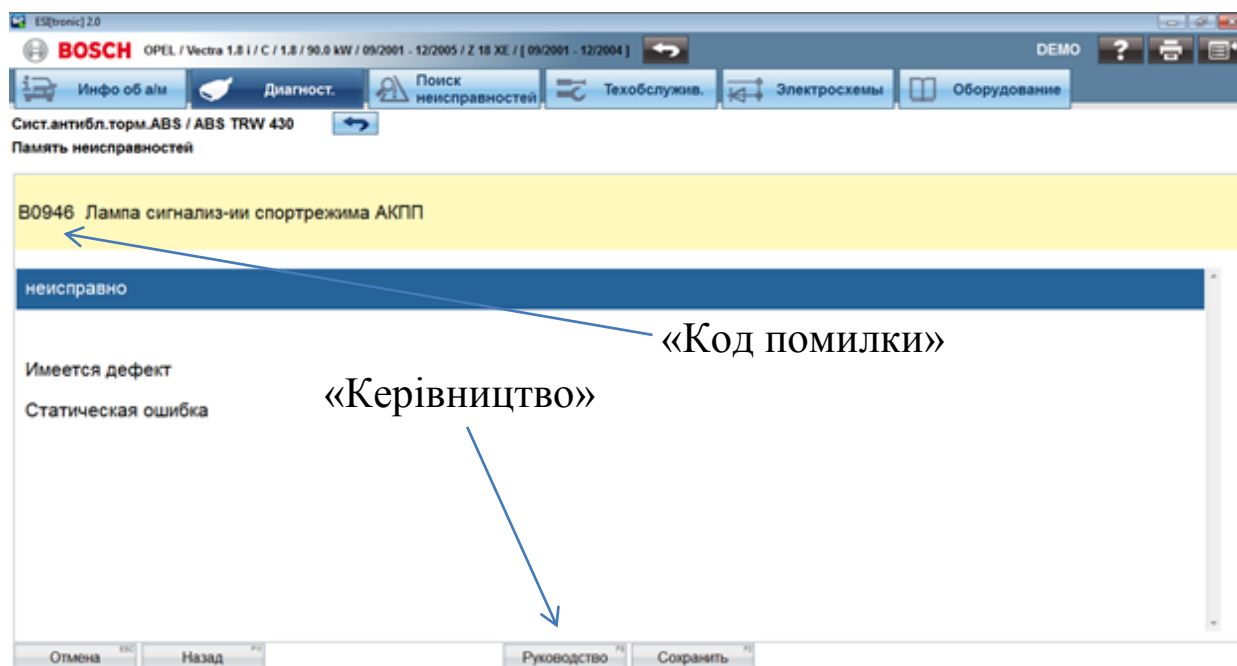 ESI[tronic] 2.0
BOSCH OPEL / Vectra 1.8 i / C / 1.8 / 90.0 kW / 09/2001 - 12/2005 / Z 18 XE / [ 09/2001 - 12/2004 ] DEMO ?
Инфо об а/м Диагност. Поиск неисправностей Техобслужив. Электросхемы Оборудование
Сист.антибл.торм.ABS / ABS TRW 430
Память неисправностей
B0946 Лампа сигнализ-ии спортрежима АКПП
неисправно
«Код помилки»
Имеется дефект
«Керівництво»
Статическая ошибка
Отмена ESC Назад Руководство Сохранить